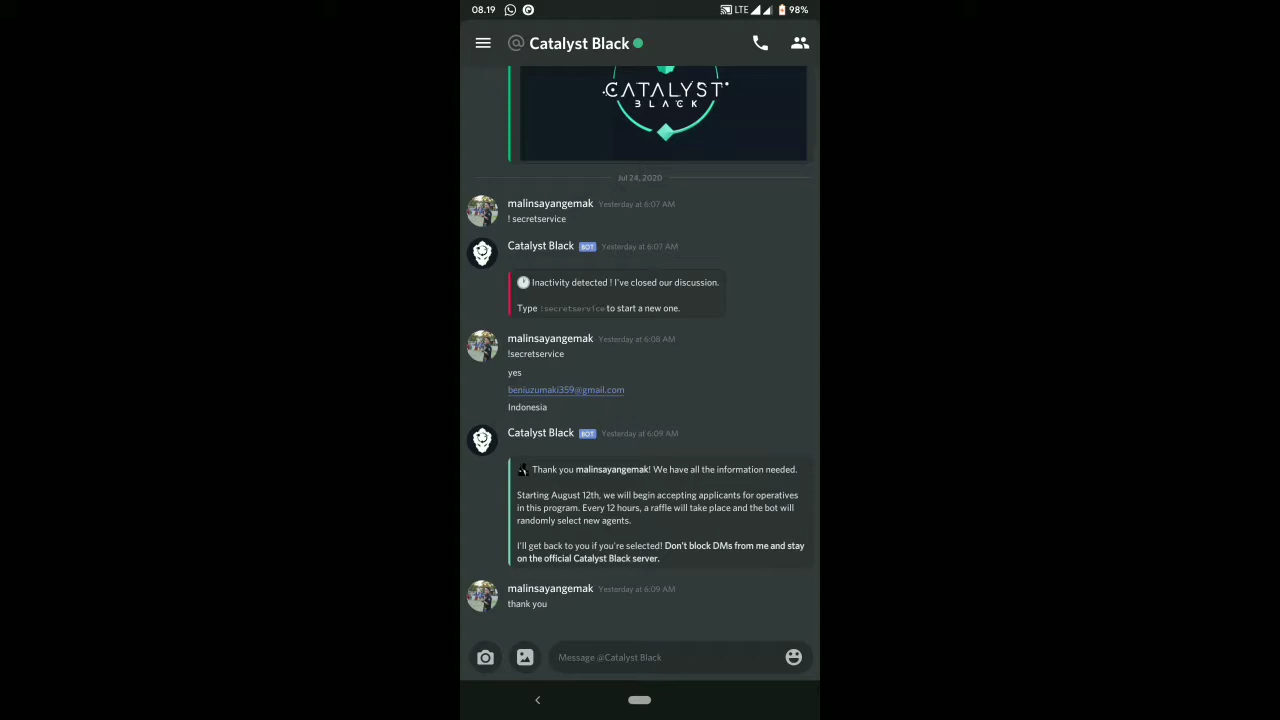 08.19 LTE 98%
@ Catalyst Black
CATALYST
BLACK
Jul 24, 2020
malinsayangemak Yesterday at 6:07 AM
! secretservice
Catalyst Black BOT Yesterday at 6:07 AM
Inactivity detected ! I've closed our discussion.
Type !secretservice to start a new one.
malinsayangemak Yesterday at 6:08 AM
!secretservice
yes
beniuzumaki359@gmail.com
Indonesia
Catalyst Black BOT Yesterday at 6:09 AM
Thank you malinsayangemak! We have all the information needed.
Starting August 12th, we will begin accepting applicants for operatives
in this program. Every 12 hours, a raffle will take place and the bot will
randomly select new agents.
I'll get back to you if you're selected! Don't block DMs from me and stay
on the official Catalyst Black server.
malinsayangemak Yesterday at 6:09 AM
thank you
Message @Catalyst Black